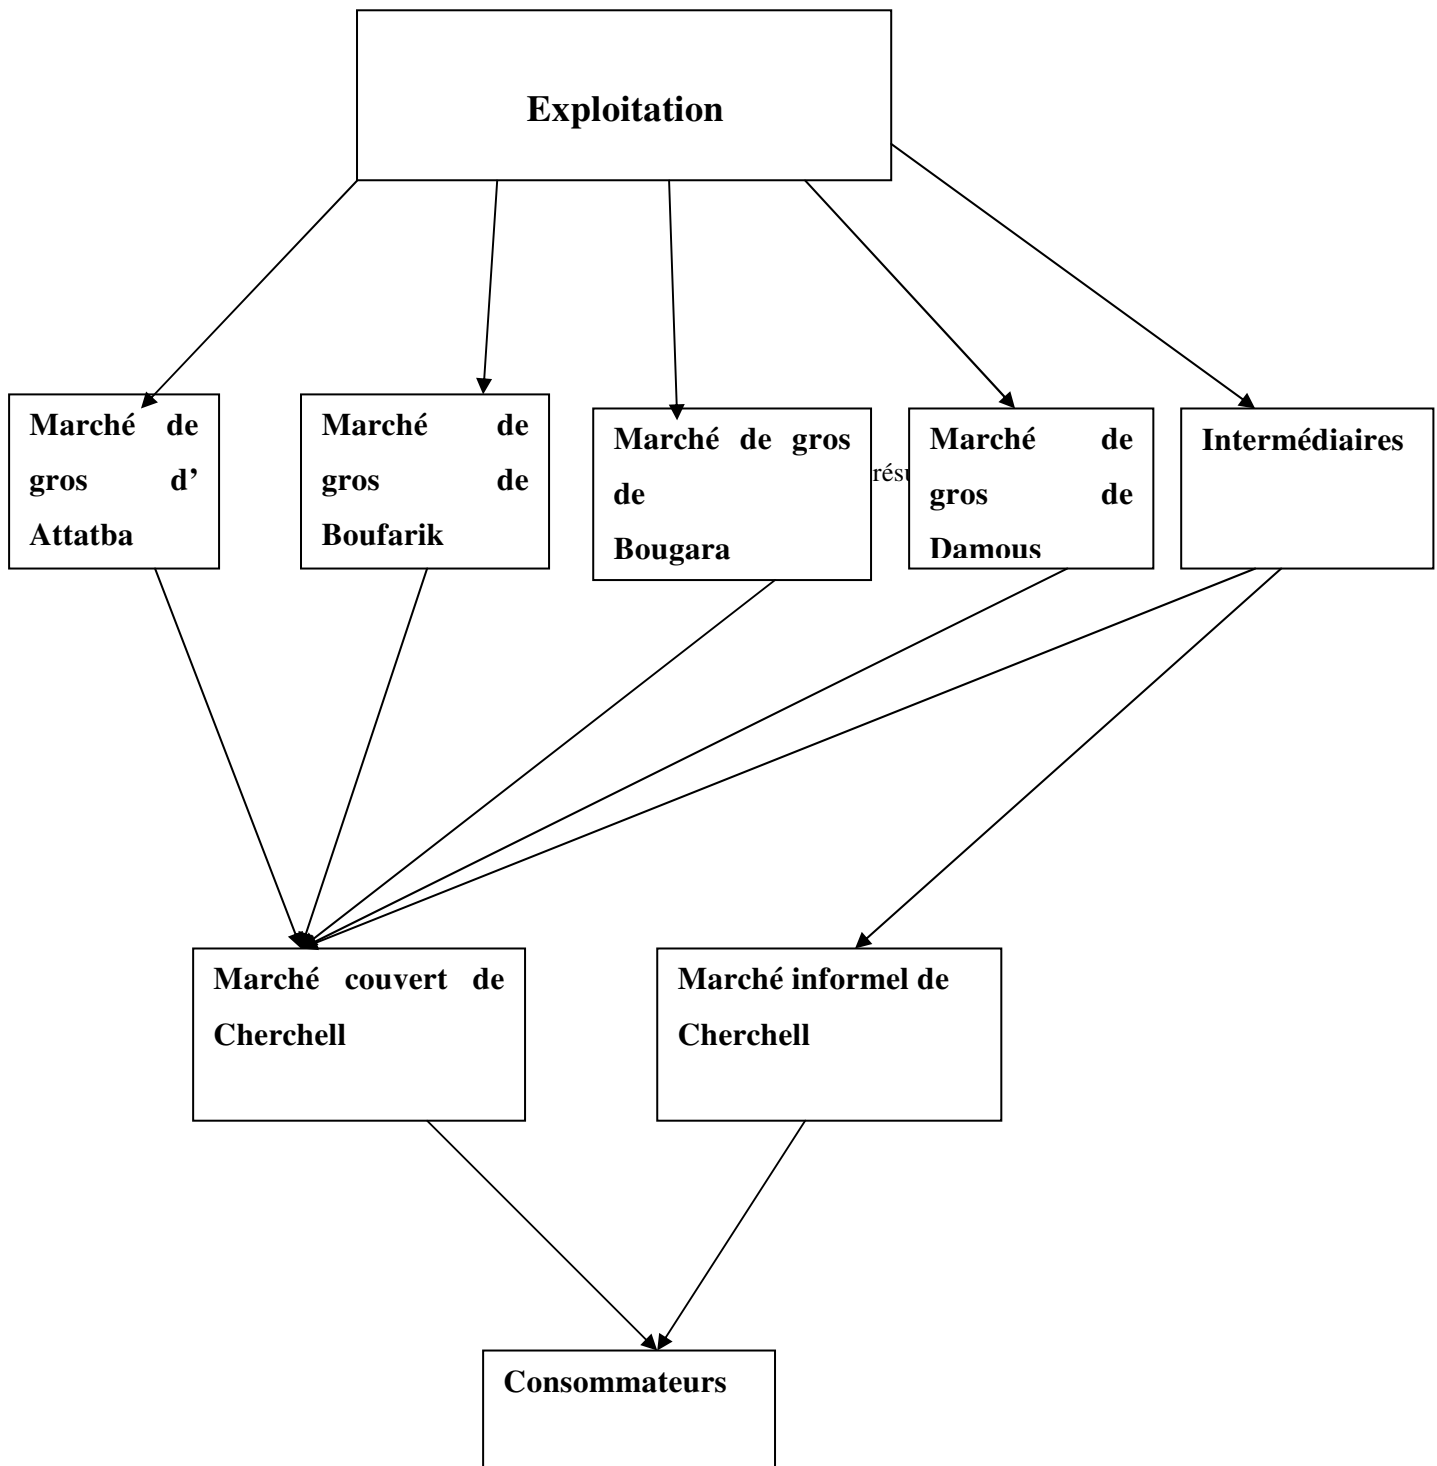 Exploitation
Marché de
gros d’
Attatba
Marché de
gros de
Boufarik
Marché de gros
de
Bougara
Marché de
gros de
Damous
Intermédiaires
Marché couvert de
Cherchell
Marché informel de
Cherchell
Consommateurs